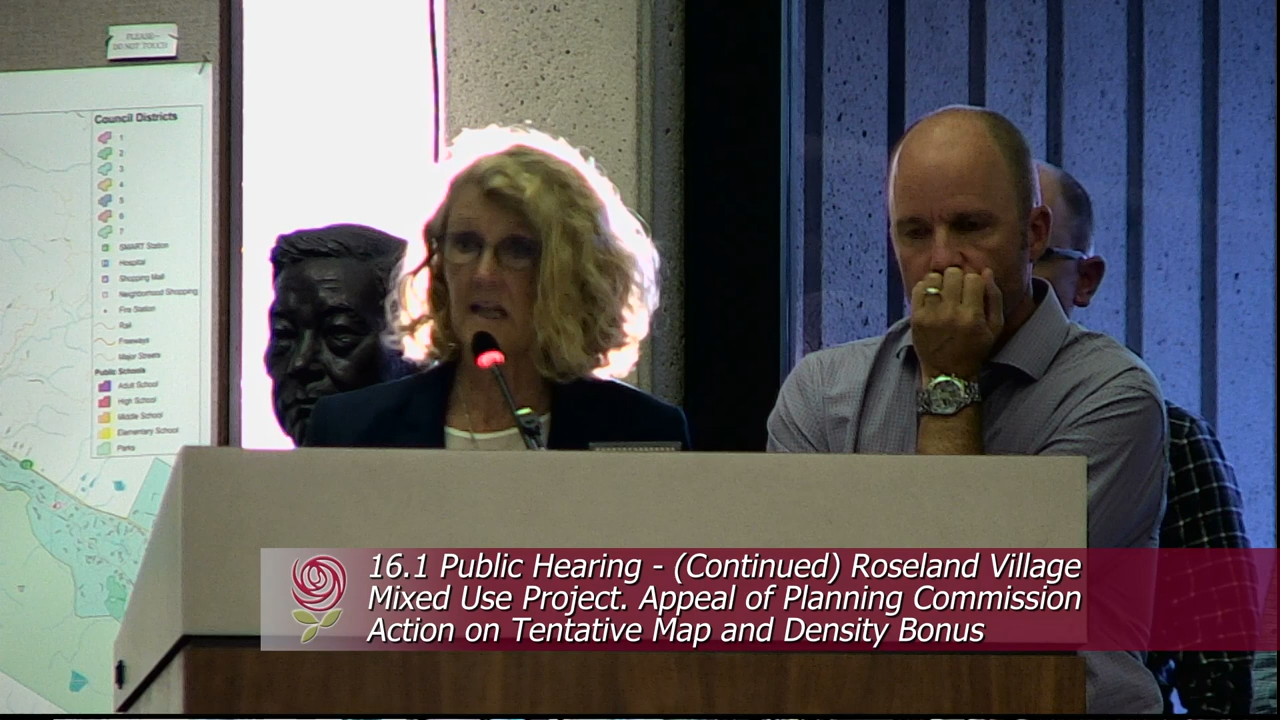 PLEASE
DO NOT TOUCH
Council Districts
1
2
3
4
5
6
7
SMART Station
Hospital
Shopping Mall
Neighborhood Shopping
Fire Station
Rail
Freeways
Major Streets
Public Schools
Adult School
High School
Middle School
Elementary School
Parks
16.1 Public Hearing - (Continued) Roseland Village
Mixed Use Project. Appeal of Planning Commission
Action on Tentative Map and Density Bonus